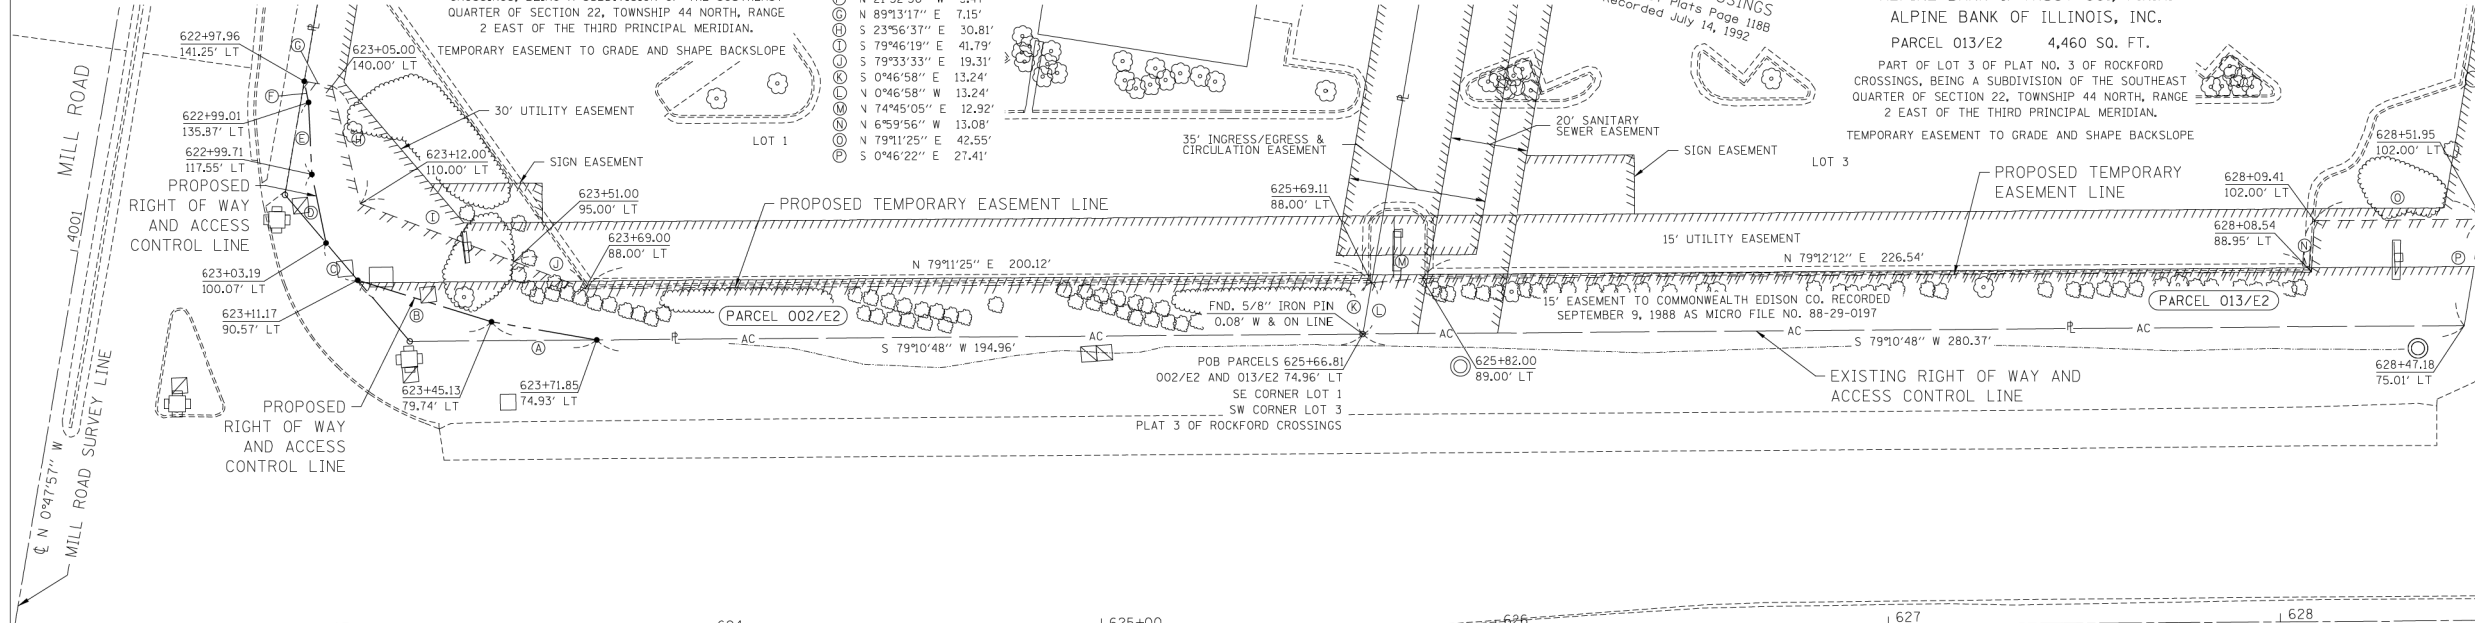 CROSSINGS, BEING A SUBDIVISION OF THE SOUTHEAST
QUARTER OF SECTION 22, TOWNSHIP 44 NORTH, RANGE
2 EAST OF THE THIRD PRINCIPAL MERIDIAN.
TEMPORARY EASEMENT TO GRADE AND SHAPE BACKSLOPE
G N 89°13'17" E 7.15'
H S 23°56'37" E 30.81'
I S 79°46'19" E 41.79'
J S 79°33'33" E 19.31'
K S 0°46'58" E 13.24'
L N 0°46'58" W 13.24'
M N 74°45'05" E 12.92'
N N 6°59'56" W 13.08'
O N 79°11'25" E 42.55'
P S 0°46'22" E 27.41'
Plats Page 118B
Recorded July 14, 1992
ALPINE BANK OF ILLINOIS, INC.
PARCEL 013/E2 4,460 SQ. FT.
PART OF LOT 3 OF PLAT NO. 3 OF ROCKFORD
CROSSINGS, BEING A SUBDIVISION OF THE SOUTHEAST
QUARTER OF SECTION 22, TOWNSHIP 44 NORTH, RANGE
2 EAST OF THE THIRD PRINCIPAL MERIDIAN.
TEMPORARY EASEMENT TO GRADE AND SHAPE BACKSLOPE
622+97.96
141.25' LT
623+05.00
140.00' LT
G
F
E
H
30' UTILITY EASEMENT
622+99.01
135.87' LT
622+99.71
117.55' LT
623+12.00
110.00' LT
SIGN EASEMENT
LOT 1
35' INGRESS/EGRESS &
CIRCULATION EASEMENT
20' SANITARY
SEWER EASEMENT
SIGN EASEMENT
LOT 3
628+51.95
102.00' LT
MILL ROAD
4001
PROPOSED
RIGHT OF WAY
AND ACCESS
CONTROL LINE
D
I
623+51.00
95.00' LT
PROPOSED TEMPORARY EASEMENT LINE
625+69.11
88.00' LT
PROPOSED TEMPORARY
EASEMENT LINE
628+09.41
102.00' LT
O
623+69.00
88.00' LT
15' UTILITY EASEMENT
628+08.54
88.95' LT
N
P
623+03.19
100.07' LT
C
J
N 79°11'25" E 200.12'
M
N 79°12'12" E 226.54'
623+11.17
90.57' LT
B
PARCEL 002/E2
FND. 5/8" IRON PIN
0.08' W & ON LINE
K
L
15' EASEMENT TO COMMONWEALTH EDISON CO. RECORDED
SEPTEMBER 9, 1988 AS MICRO FILE NO. 88-29-0197
PARCEL 013/E2
A
AC
S 79°10'48" W 194.96'
AC
AC
AC
AC
S 79°10'48" W 280.37'
623+45.13
79.74' LT
623+71.85
74.93' LT
POB PARCELS 625+66.81
002/E2 AND 013/E2 74.96' LT
SE CORNER LOT 1
SW CORNER LOT 3
PLAT 3 OF ROCKFORD CROSSINGS
625+82.00
89.00' LT
EXISTING RIGHT OF WAY AND
ACCESS CONTROL LINE
628+47.18
75.01' LT
PROPOSED
RIGHT OF WAY
AND ACCESS
CONTROL LINE
℄ N 0°47'57" W
MILL ROAD SURVEY LINE
625+00
626
627
628